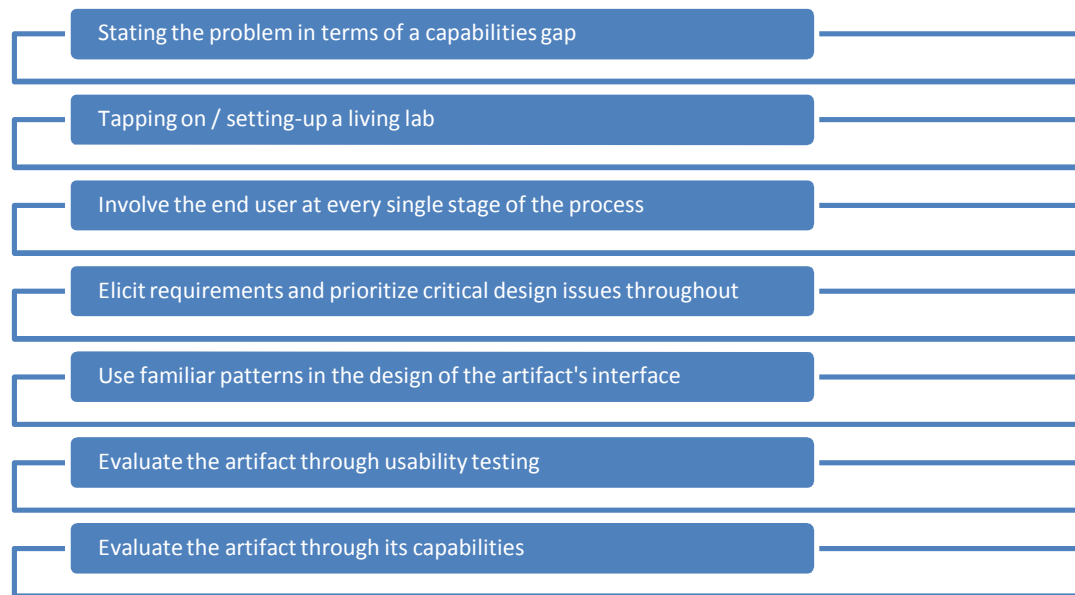 Stating the problem in terms of a capabilities gap
Tapping on / setting-up a living lab
Involve the end user at every single stage of the process
Elicit requirements and prioritize critical design issues throughout
Use familiar patterns in the design of the artifact's interface
Evaluate the artifact through usability testing
Evaluate the artifact through its capabilities